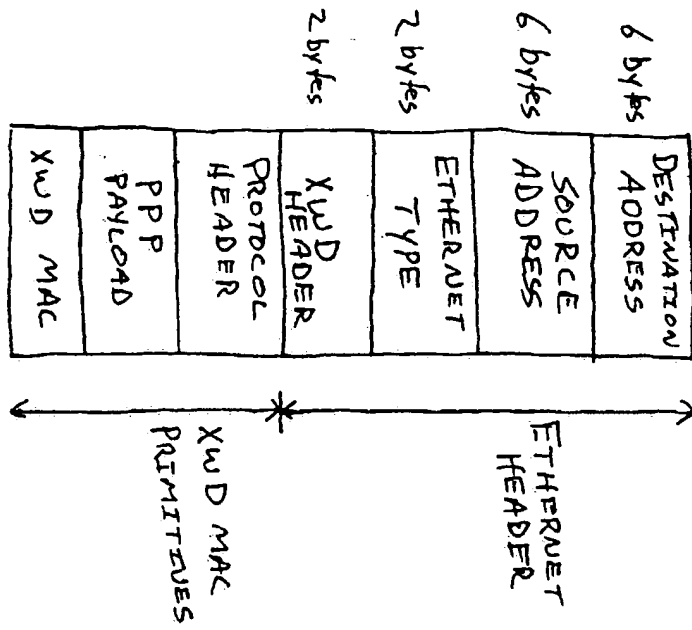 6 bytes
6 bytes
2 bytes
2 bytes
DESTINATION
ADDRESS
SOURCE
ADDRESS
ETHERNET
TYPE
XWD
HEADER
PROTOCOL
HEADER
PPP
PAYLOAD
XWD MAC
ETHERNET
HEADER
XWD MAC
PRIMITIVES